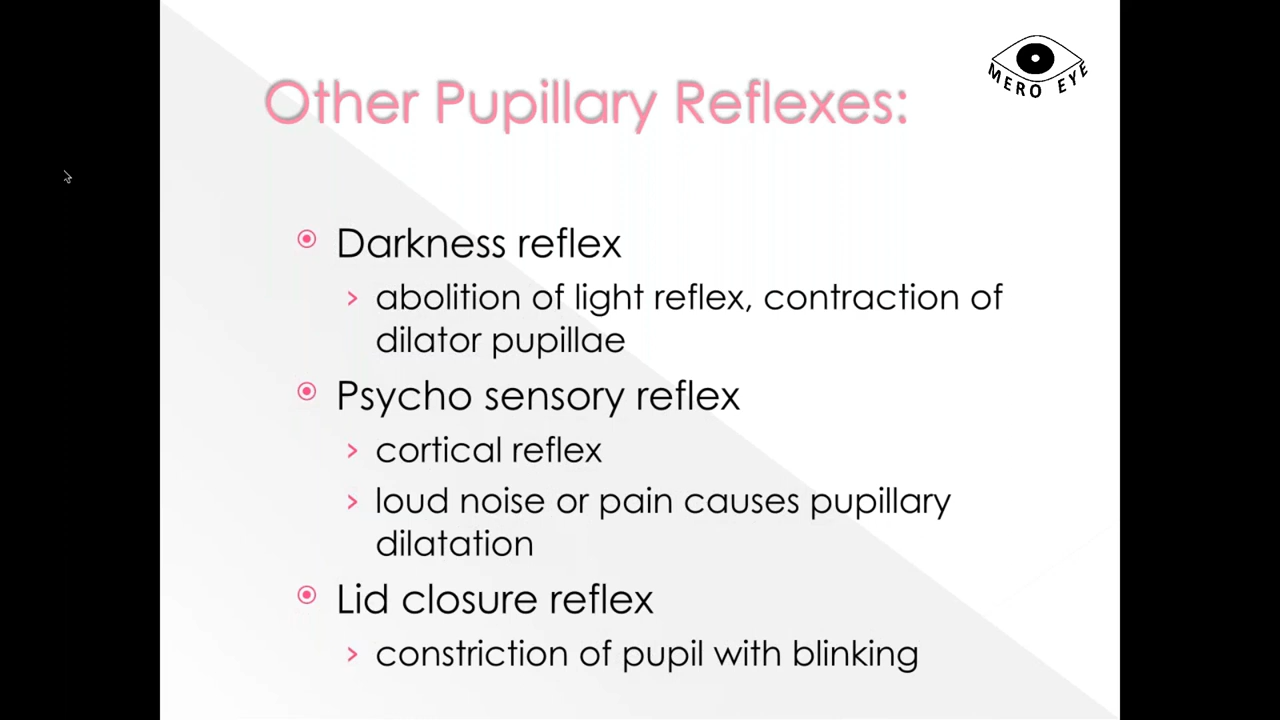 MERO EYE
Other Pupillary Reflexes:
Darkness reflex
abolition of light reflex, contraction of
dilator pupillae
Psycho sensory reflex
cortical reflex
loud noise or pain causes pupillary
dilatation
Lid closure reflex
constriction of pupil with blinking